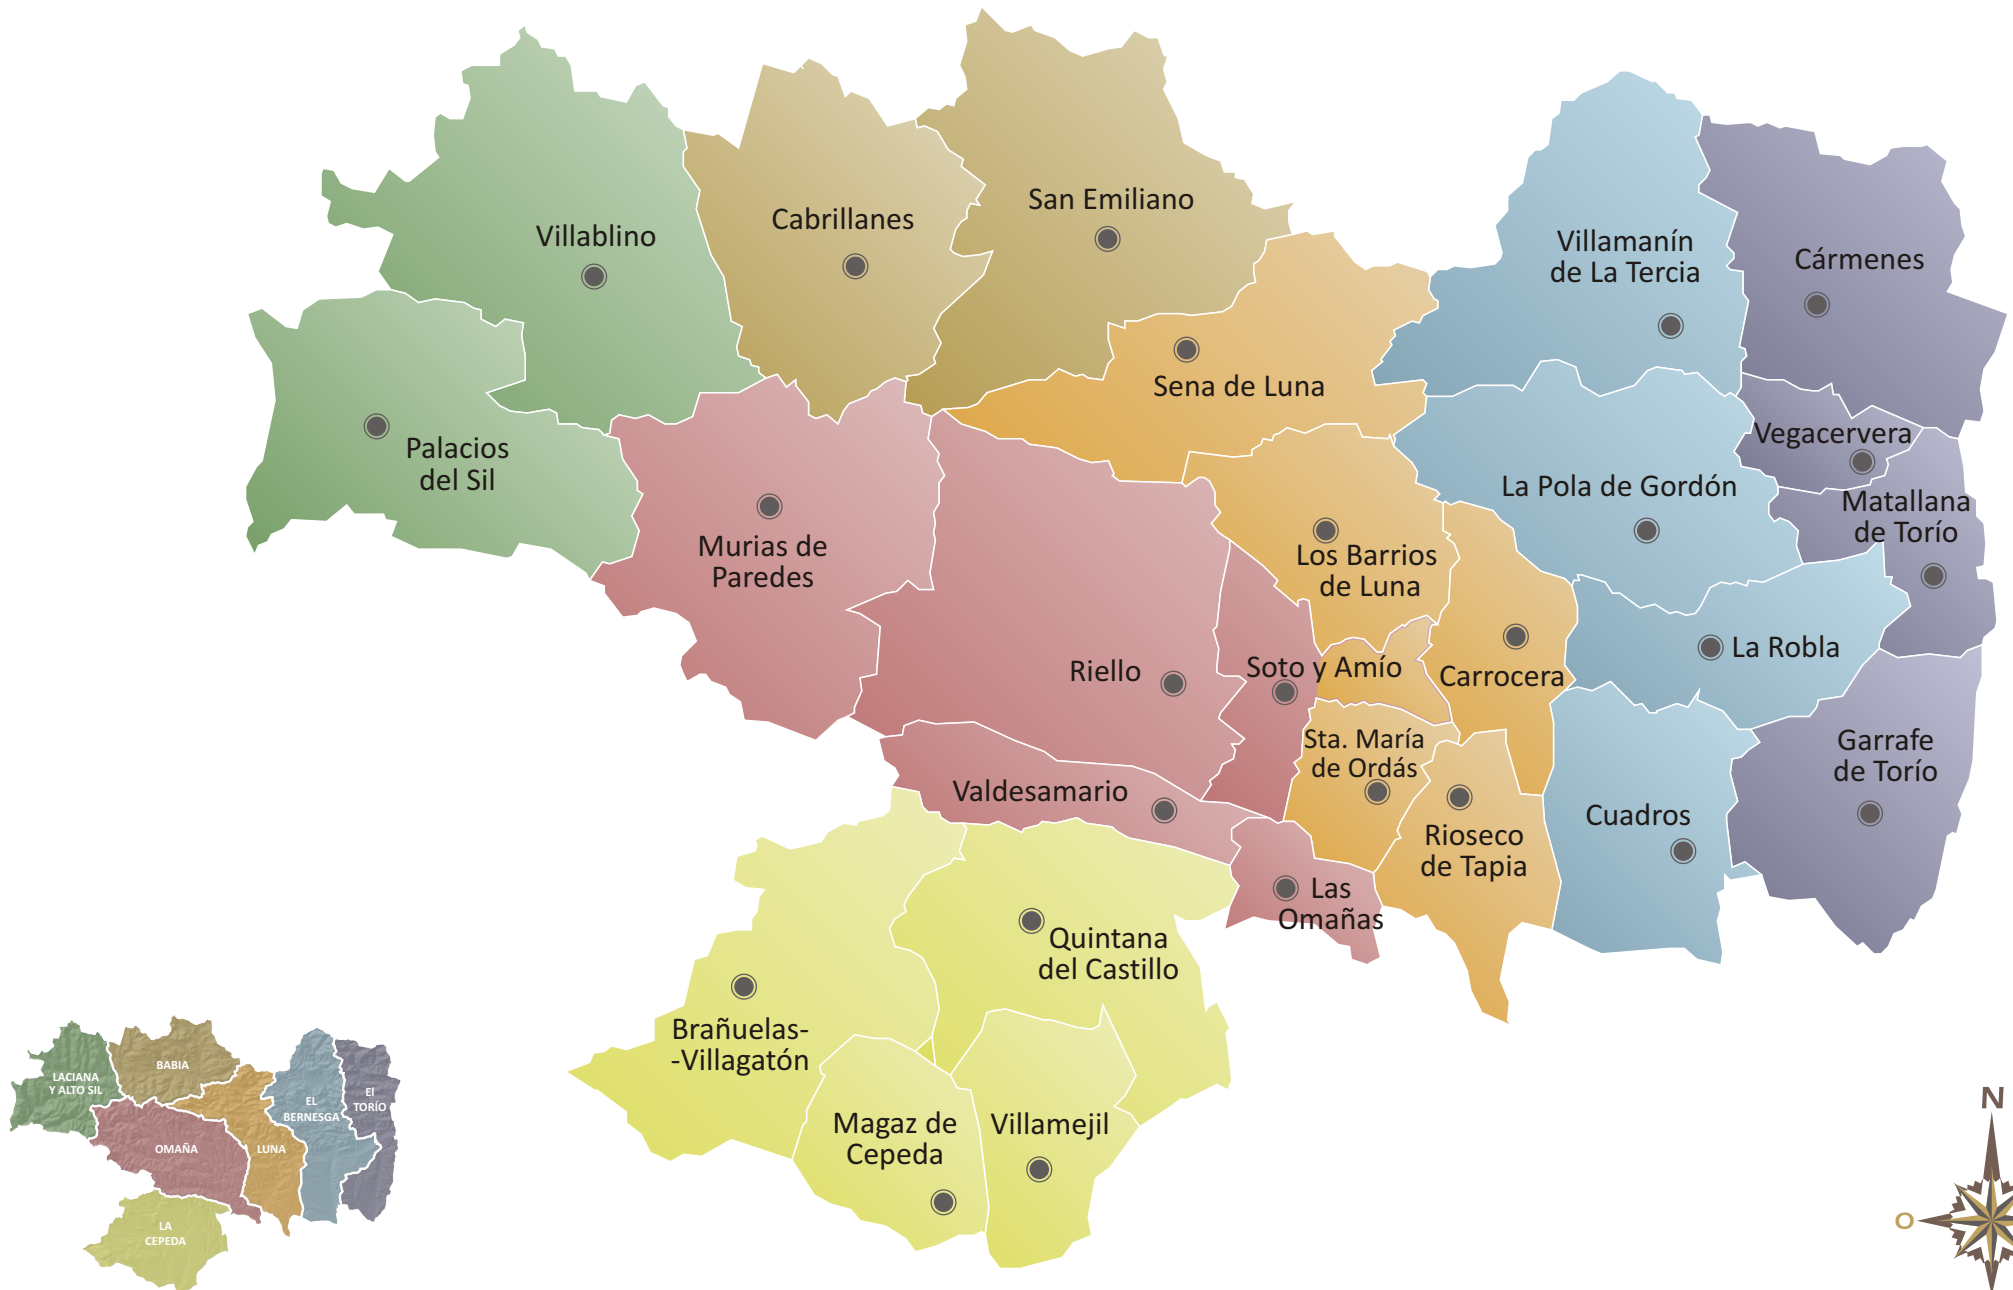 San Emiliano
Cabrillanes
Villablino
Villamanín
de La Tercia
Cármenes
Sena de Luna
Palacios
del Sil
Vegacervera
La Pola de Gordón
Matallana
de Torío
Murias de
Paredes
Los Barrios
de Luna
Riello
Soto y Amío
Carrocera
La Robla
Sta. María
de Ordás
Garrafe
de Torío
Valdesamario
Cuadros
Rioseco
de Tapia
Las
Omañas
Quintana
del Castillo
Brañuelas-
-Villagatón
Magaz de
Cepeda
Villamejil
BABIA
LACIANA
Y ALTO SIL
EL
BERNESGA
El
TORÍO
OMAÑA
LUNA
LA
CEPEDA
N
O